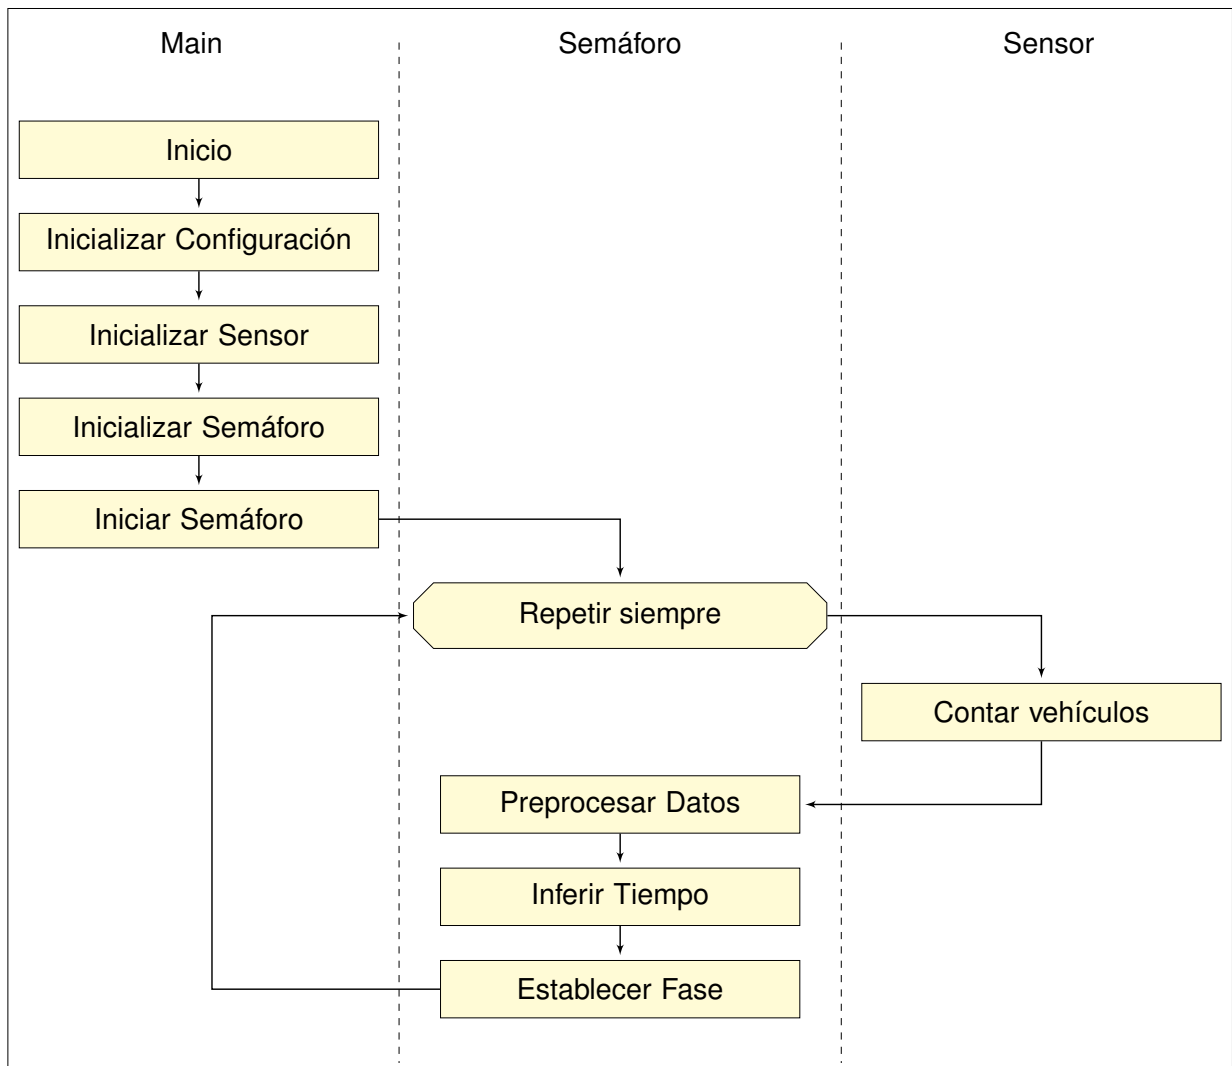 Main
Semáforo
Sensor
Inicio
Inicializar Configuración
Inicializar Sensor
Inicializar Semáforo
Iniciar Semáforo
Repetir siempre
Contar vehículos
Preprocesar Datos
Inferir Tiempo
Establecer Fase